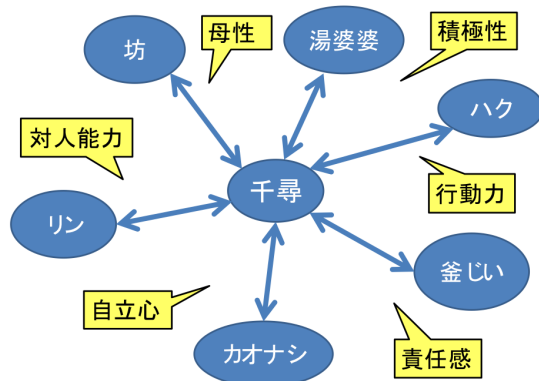 母性
湯婆婆
積極性
坊
ハク
対人能力
千尋
行動力
リン
釜じい
自立心
カオナシ
責任感